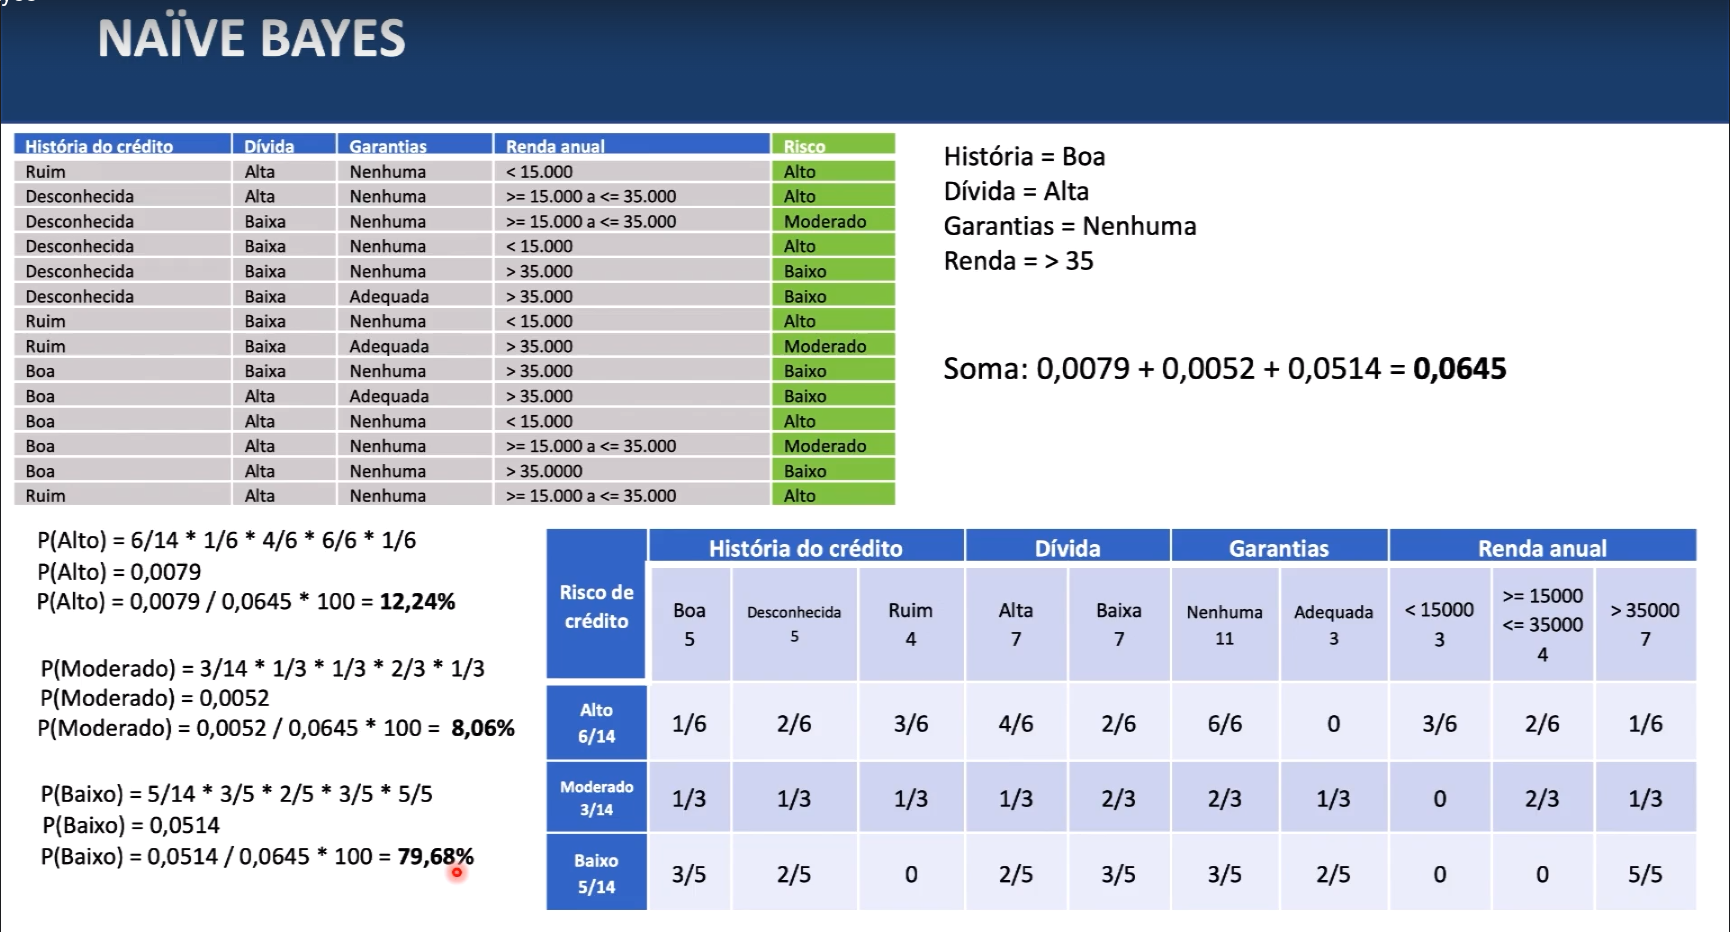 NAÏVE BAYES
História do crédito Dívida Garantias Renda anual Risco
Ruim Alta Nenhuma < 15.000 Alto
Desconhecida Alta Nenhuma >= 15.000 a <= 35.000 Alto
Desconhecida Baixa Nenhuma >= 15.000 a <= 35.000 Moderado
Desconhecida Baixa Nenhuma < 15.000 Alto
Desconhecida Baixa Nenhuma > 35.000 Baixo
Desconhecida Baixa Adequada > 35.000 Baixo
Ruim Baixa Nenhuma < 15.000 Alto
Ruim Baixa Adequada > 35.000 Moderado
Boa Baixa Nenhuma > 35.000 Baixo
Boa Alta Adequada > 35.000 Baixo
Boa Alta Nenhuma < 15.000 Alto
Boa Alta Nenhuma >= 15.000 a <= 35.000 Moderado
Boa Alta Nenhuma > 35.0000 Baixo
Ruim Alta Nenhuma >= 15.000 a <= 35.000 Alto
História = Boa
Dívida = Alta
Garantias = Nenhuma
Renda = > 35
Soma: 0,0079 + 0,0052 + 0,0514 = 0,0645
P(Alto) = 6/14 * 1/6 * 4/6 * 6/6 * 1/6
P(Alto) = 0,0079
P(Alto) = 0,0079 / 0,0645 * 100 = 12,24%
P(Moderado) = 3/14 * 1/3 * 1/3 * 2/3 * 1/3
P(Moderado) = 0,0052
P(Moderado) = 0,0052 / 0,0645 * 100 = 8,06%
P(Baixo) = 5/14 * 3/5 * 2/5 * 3/5 * 5/5
P(Baixo) = 0,0514
P(Baixo) = 0,0514 / 0,0645 * 100 = 79,68%
História do crédito Dívida Garantias Renda anual
Risco de
crédito
Boa Desconhecida Ruim Alta Baixa Nenhuma Adequada < 15000 >= 15000 > 35000
<= 35000
5 5 4 7 7 11 3 3 4 7
Alto
6/14
1/6 2/6 3/6 4/6 2/6 6/6 0 3/6 2/6 1/6
Moderado
3/14
1/3 1/3 1/3 1/3 2/3 2/3 1/3 0 2/3 1/3
Baixo
5/14
3/5 2/5 0 2/5 3/5 3/5 2/5 0 0 5/5